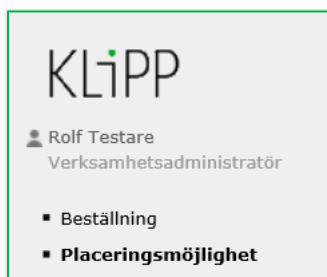 KLiPP
Rolf Testare
Verksamhetsadministratör
Beställning
Placeringsmöjlighet